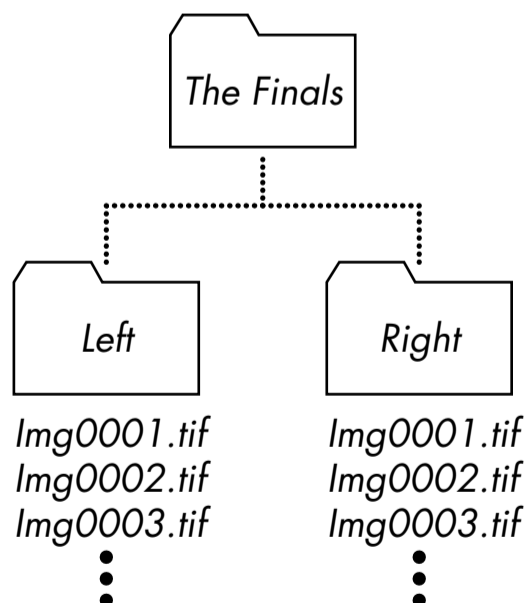 The Finals
Left
Right
Img0001.tif
Img0002.tif
Img0003.tif
Img0001.tif
Img0002.tif
Img0003.tif